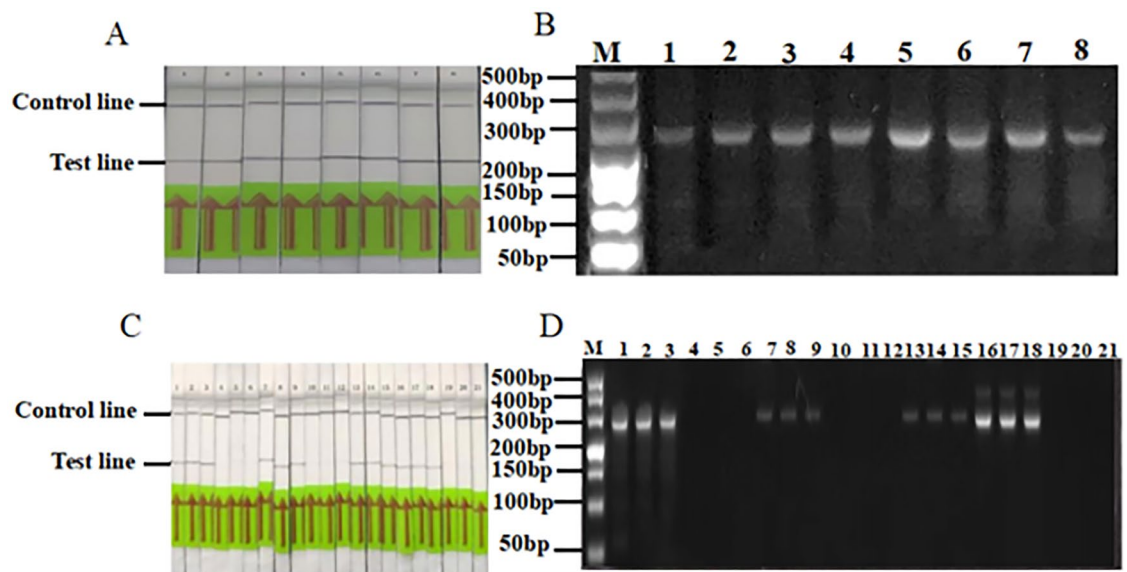 A
B
M 1 2 3 4 5 6 7 8
500bp
400bp
300bp
200bp
150bp
100bp
50bp
Control line
Test line
C
D
M 1 2 3 4 5 6 7 8 9 10 11 12 13 14 15 16 17 18 19 20 21
500bp
400bp
300bp
200bp
150bp
100bp
50bp
Control line
Test line